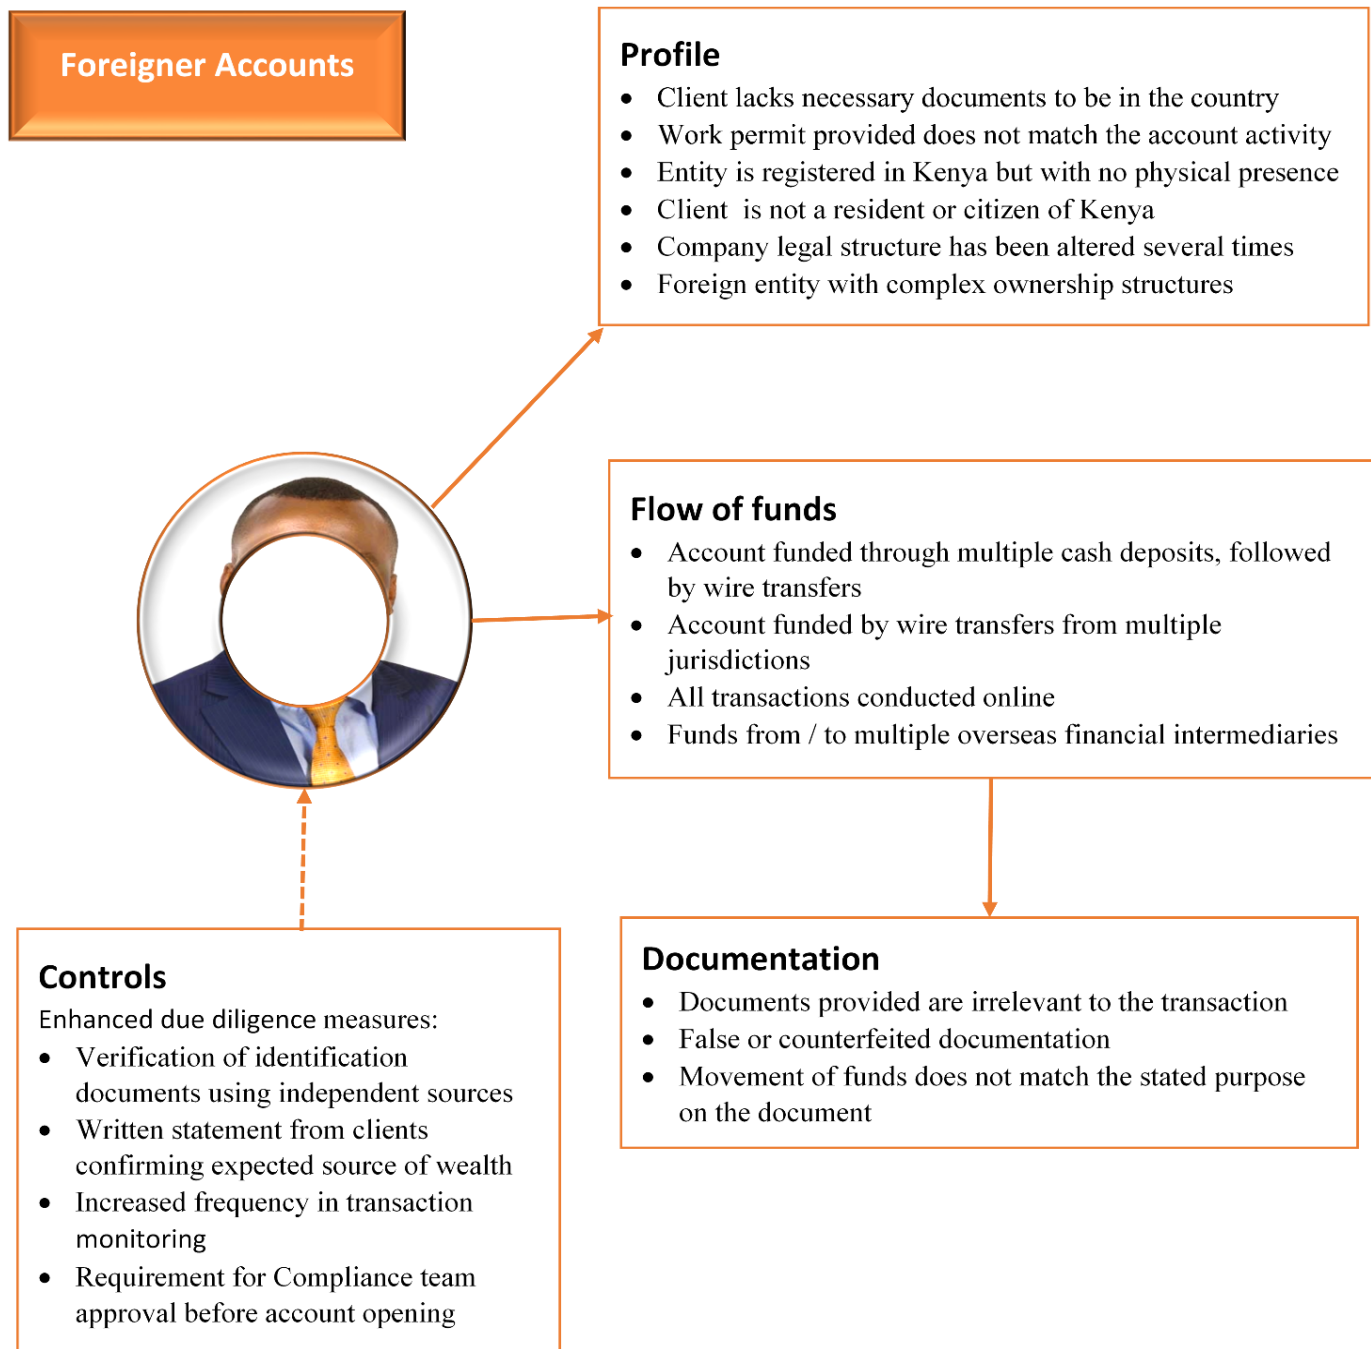 Foreigner Accounts
Profile
• Client lacks necessary documents to be in the country
• Work permit provided does not match the account activity
• Entity is registered in Kenya but with no physical presence
• Client  is not a resident or citizen of Kenya
• Company legal structure has been altered several times
• Foreign entity with complex ownership structures
Flow of funds
• Account funded through multiple cash deposits, followed
by wire transfers
• Account funded by wire transfers from multiple
jurisdictions
• All transactions conducted online
• Funds from / to multiple overseas financial intermediaries
Controls
Enhanced due diligence measures:
• Verification of identification
documents using independent sources
• Written statement from clients
confirming expected source of wealth
• Increased frequency in transaction
monitoring
• Requirement for Compliance team
approval before account opening
Documentation
• Documents provided are irrelevant to the transaction
• False or counterfeited documentation
• Movement of funds does not match the stated purpose
on the document